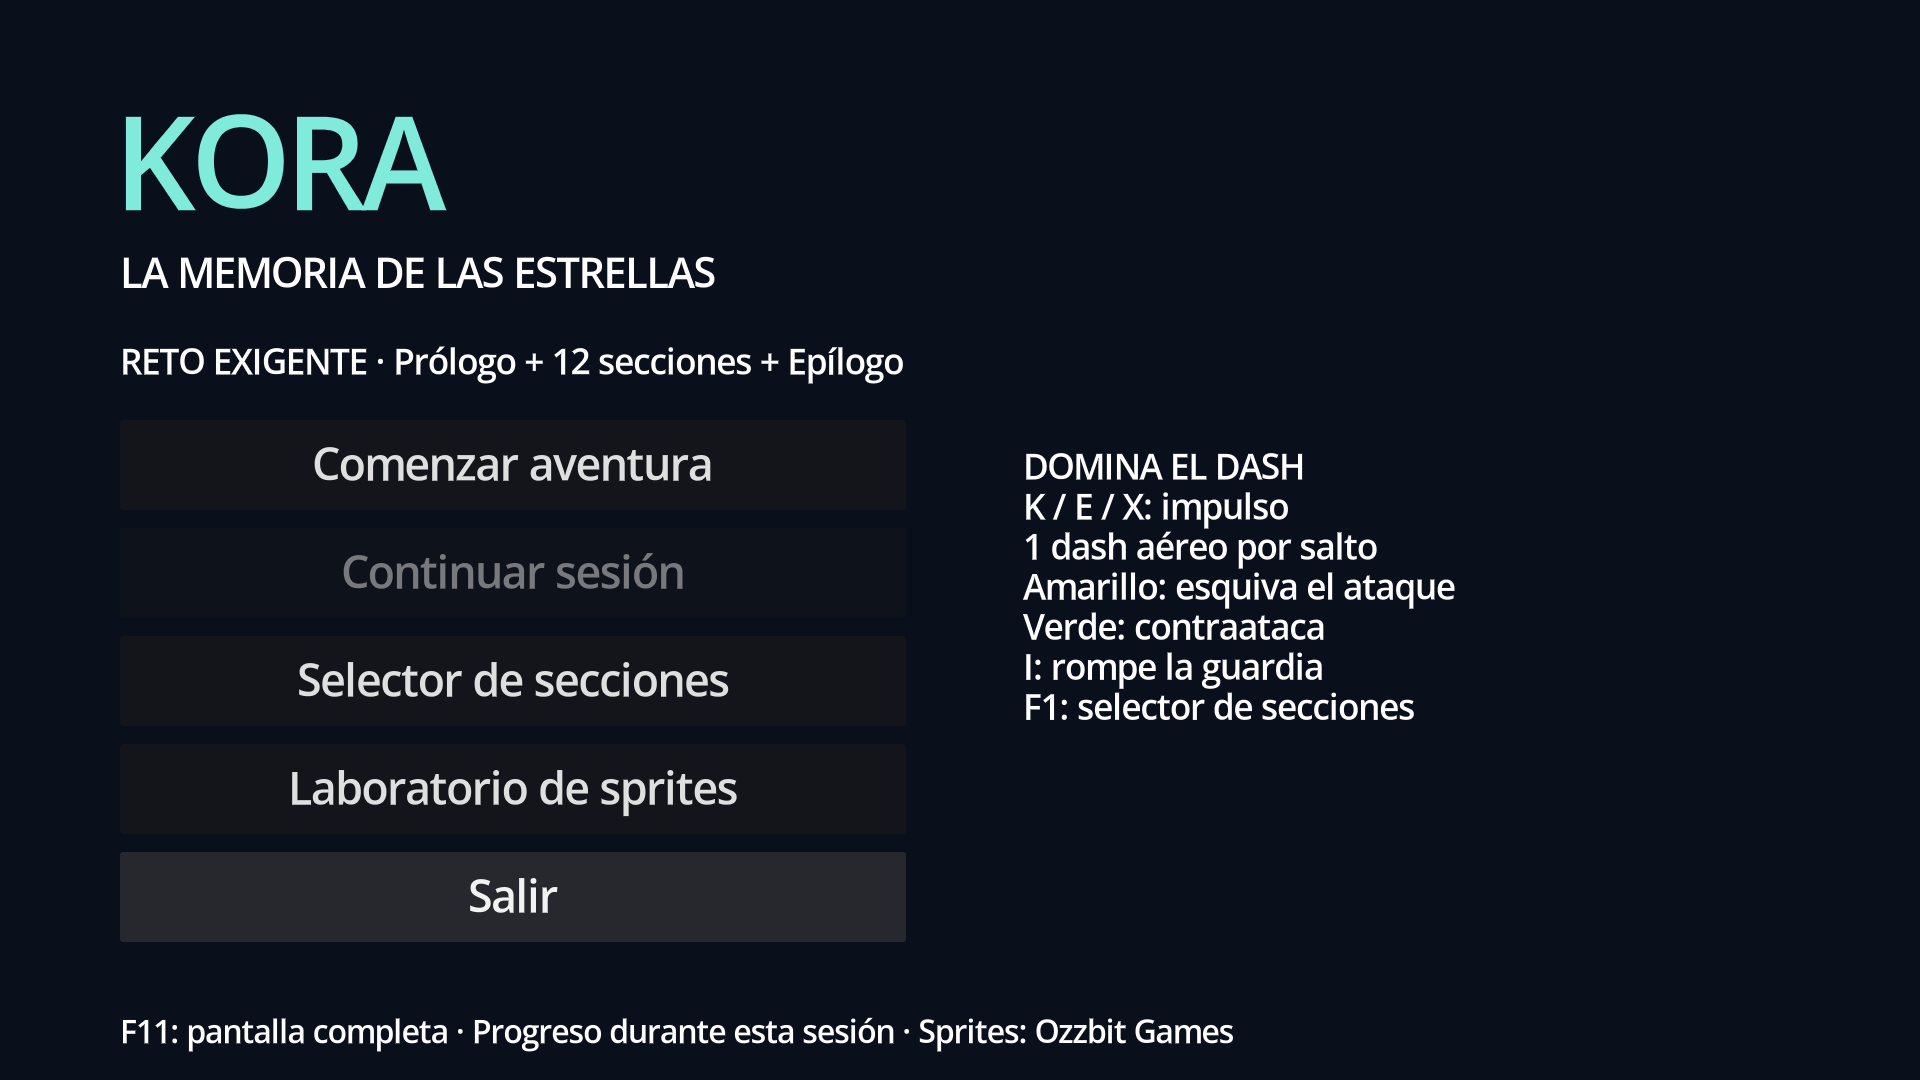 KORA
LA MEMORIA DE LAS ESTRELLAS
RETO EXIGENTE · Prólogo + 12 secciones + Epílogo
Comenzar aventura
Continuar sesión
Selector de secciones
Laboratorio de sprites
Salir
DOMINA EL DASH
K / E / X: impulso
1 dash aéreo por salto
Amarillo: esquiva el ataque
Verde: contraataca
I: rompe la guardia
F1: selector de secciones
F11: pantalla completa · Progreso durante esta sesión · Sprites: Ozzbit Games